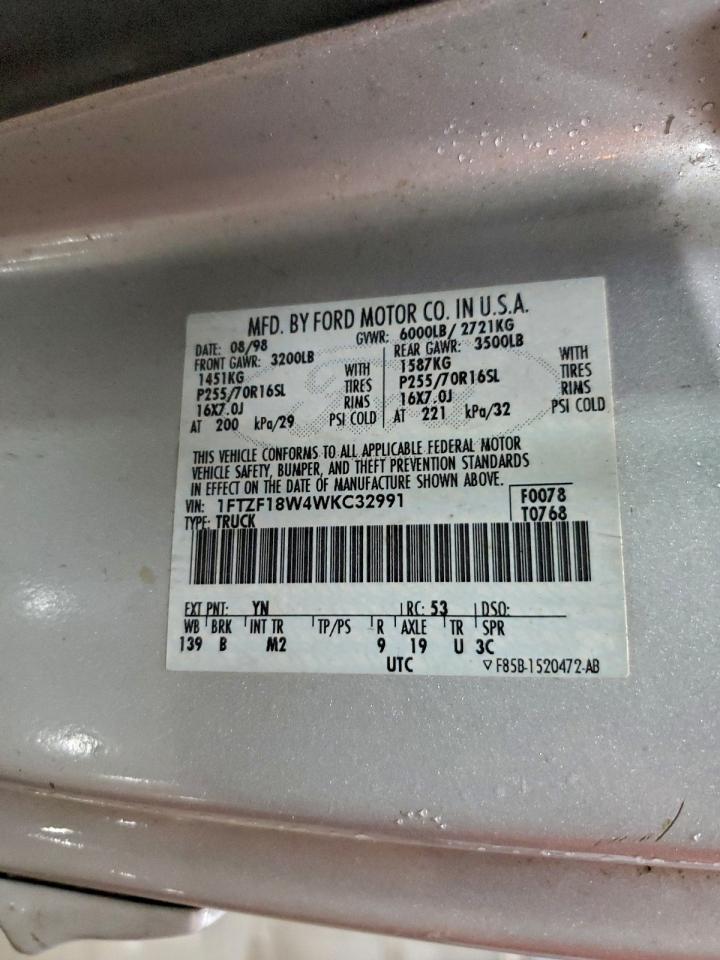 MFD. BY FORD MOTOR CO. IN U.S.A.
DATE: 08/98 GVWR: 6000LB/ 2721KG
FRONT GAWR: 3200LB REAR GAWR: 3500LB
1451KG WITH 1587KG WITH
P255/70R16SL TIRES P255/70R16SL TIRES
16X7.0J RIMS 16X7.0J RIMS
AT 200 kPa/29 PSI COLD AT 221 kPa/32 PSI COLD
THIS VEHICLE CONFORMS TO ALL APPLICABLE FEDERAL MOTOR
VEHICLE SAFETY, BUMPER, AND THEFT PREVENTION STANDARDS
IN EFFECT ON THE DATE OF MANUFACTURE SHOWN ABOVE.
VIN: 1FTZF18W4WKC32991 F0078
TYPE: TRUCK T0768
EXT PNT: YN RC: 53 DSO:
WB BRK INT TR TP/PS R AXLE TR SPR
139 B M2 9 19 U 3C
UTC ▽ F85B-1520472-AB